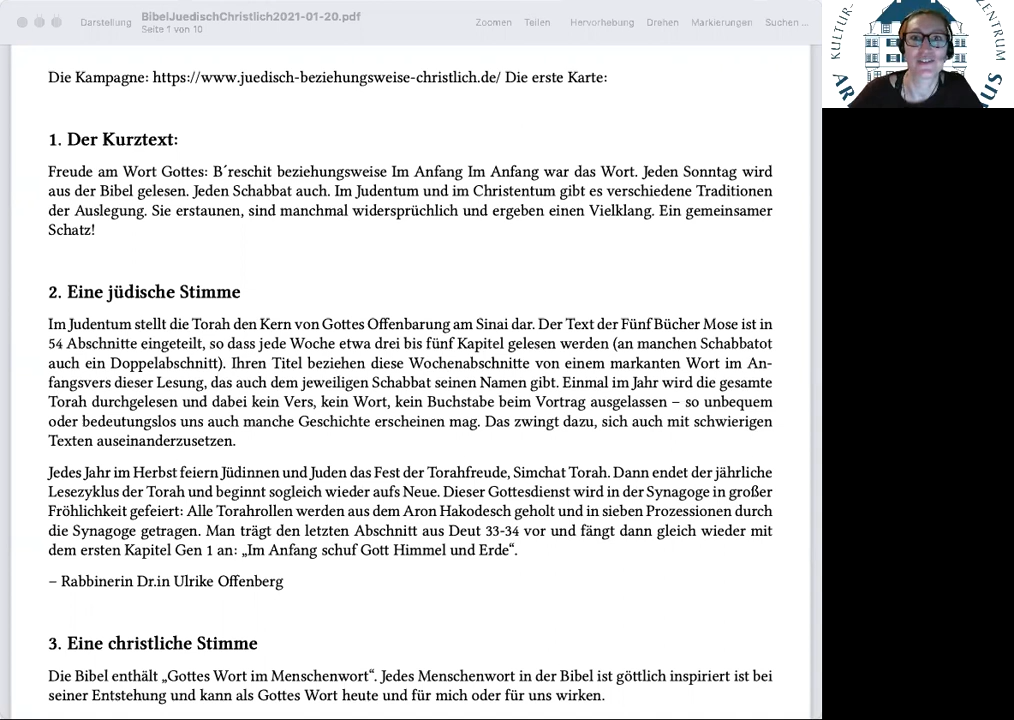 Darstellung
BibelJuedischChristlich2021-01-20.pdf
Seite 1 von 10
Zoomen Teilen Hervorhebung Drehen Markierungen Suchen ...
KULTUR-
ZENTRUM
Die Kampagne: https://www.juedisch-beziehungsweise-christlich.de/ Die erste Karte:
1. Der Kurztext:
Freude am Wort Gottes: B´reschit beziehungsweise Im Anfang Im Anfang war das Wort. Jeden Sonntag wird
aus der Bibel gelesen. Jeden Schabbat auch. Im Judentum und im Christentum gibt es verschiedene Traditionen
der Auslegung. Sie erstaunen, sind manchmal widersprüchlich und ergeben einen Vielklang. Ein gemeinsamer
Schatz!
2. Eine jüdische Stimme
Im Judentum stellt die Torah den Kern von Gottes Offenbarung am Sinai dar. Der Text der Fünf Bücher Mose ist in
54 Abschnitte eingeteilt, so dass jede Woche etwa drei bis fünf Kapitel gelesen werden (an manchen Schabbatot
auch ein Doppelabschnitt). Ihren Titel beziehen diese Wochenabschnitte von einem markanten Wort im An-
fangsvers dieser Lesung, das auch dem jeweiligen Schabbat seinen Namen gibt. Einmal im Jahr wird die gesamte
Torah durchgelesen und dabei kein Vers, kein Wort, kein Buchstabe beim Vortrag ausgelassen – so unbequem
oder bedeutungslos uns auch manche Geschichte erscheinen mag. Das zwingt dazu, sich auch mit schwierigen
Texten auseinanderzusetzen.
Jedes Jahr im Herbst feiern Jüdinnen und Juden das Fest der Torahfreude, Simchat Torah. Dann endet der jährliche
Lesezyklus der Torah und beginnt sogleich wieder aufs Neue. Dieser Gottesdienst wird in der Synagoge in großer
Fröhlichkeit gefeiert: Alle Torahrollen werden aus dem Aron Hakodesch geholt und in sieben Prozessionen durch
die Synagoge getragen. Man trägt den letzten Abschnitt aus Deut 33-34 vor und fängt dann gleich wieder mit
dem ersten Kapitel Gen 1 an: „Im Anfang schuf Gott Himmel und Erde“.
– Rabbinerin Dr.in Ulrike Offenberg
3. Eine christliche Stimme
Die Bibel enthält „Gottes Wort im Menschenwort“. Jedes Menschenwort in der Bibel ist göttlich inspiriert ist bei
seiner Entstehung und kann als Gottes Wort heute und für mich oder für uns wirken.